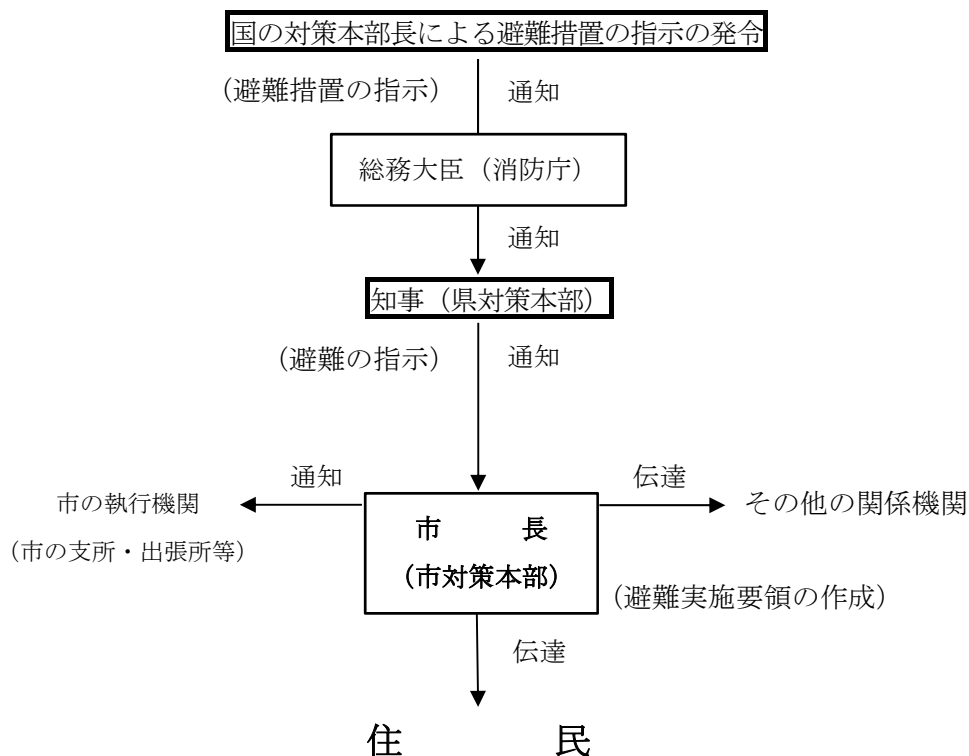 国の対策本部長による避難措置の指示の発令
（避難措置の指示） 通知
総務大臣（消防庁）
通知
知事（県対策本部）
（避難の指示） 通知
通知 伝達
市の執行機関 その他の関係機関
市　　　長
（市の支所・出張所等）
（市対策本部）
（避難実施要領の作成）
伝達
住　　　　民